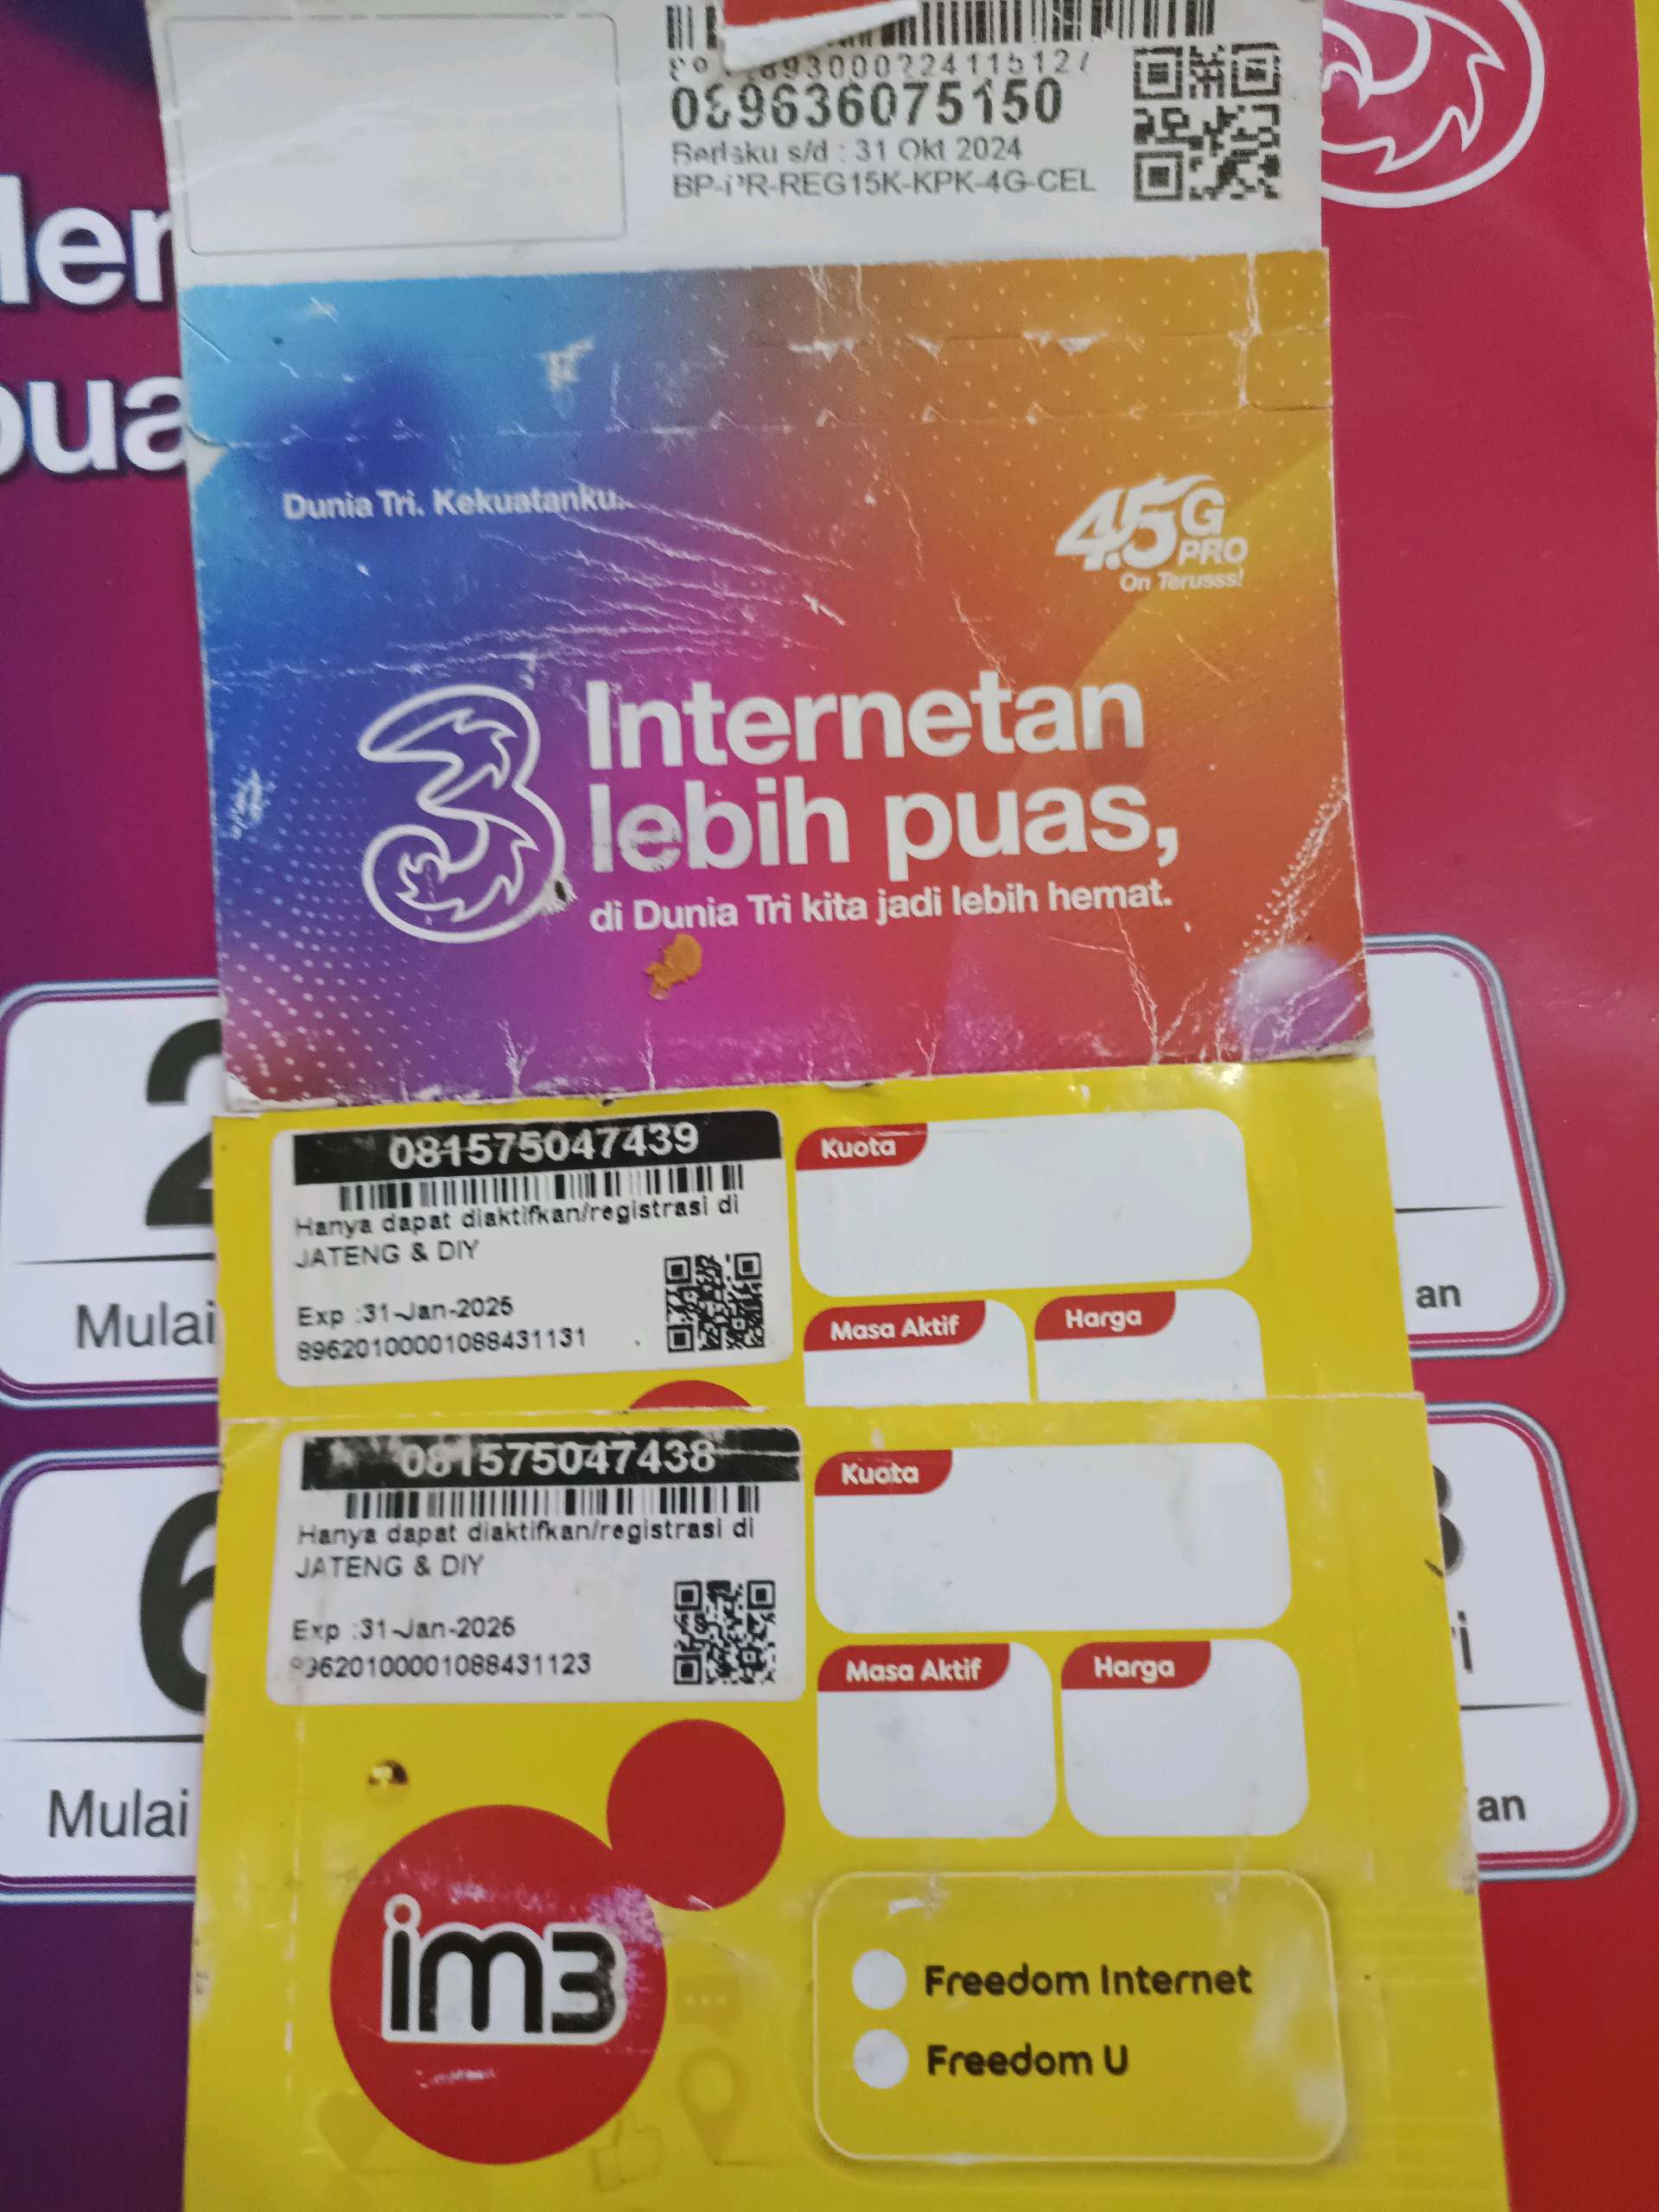 089636075150
Berlaku s/d : 31 Okt 2024
Dunia Tri. Kekuatanku.
4.5G
PRO
On Terusss!
3 Internetan
lebih puas,
di Dunia Tri kita jadi lebih hemat.
2
Mulai
an
081575047439
Hanya dapat diaktifkan/registrasi di
JATENG & DIY
Exp :31-Jan-2025
89620100001088431131
Kuota
Masa Aktif
Harga
6
Mulai
an
081575047438
Hanya dapat diaktifkan/registrasi di
JATENG & DIY
Exp :31-Jan-2025
Kuota
Masa Aktif
Harga
im3
Freedom Internet
Freedom U